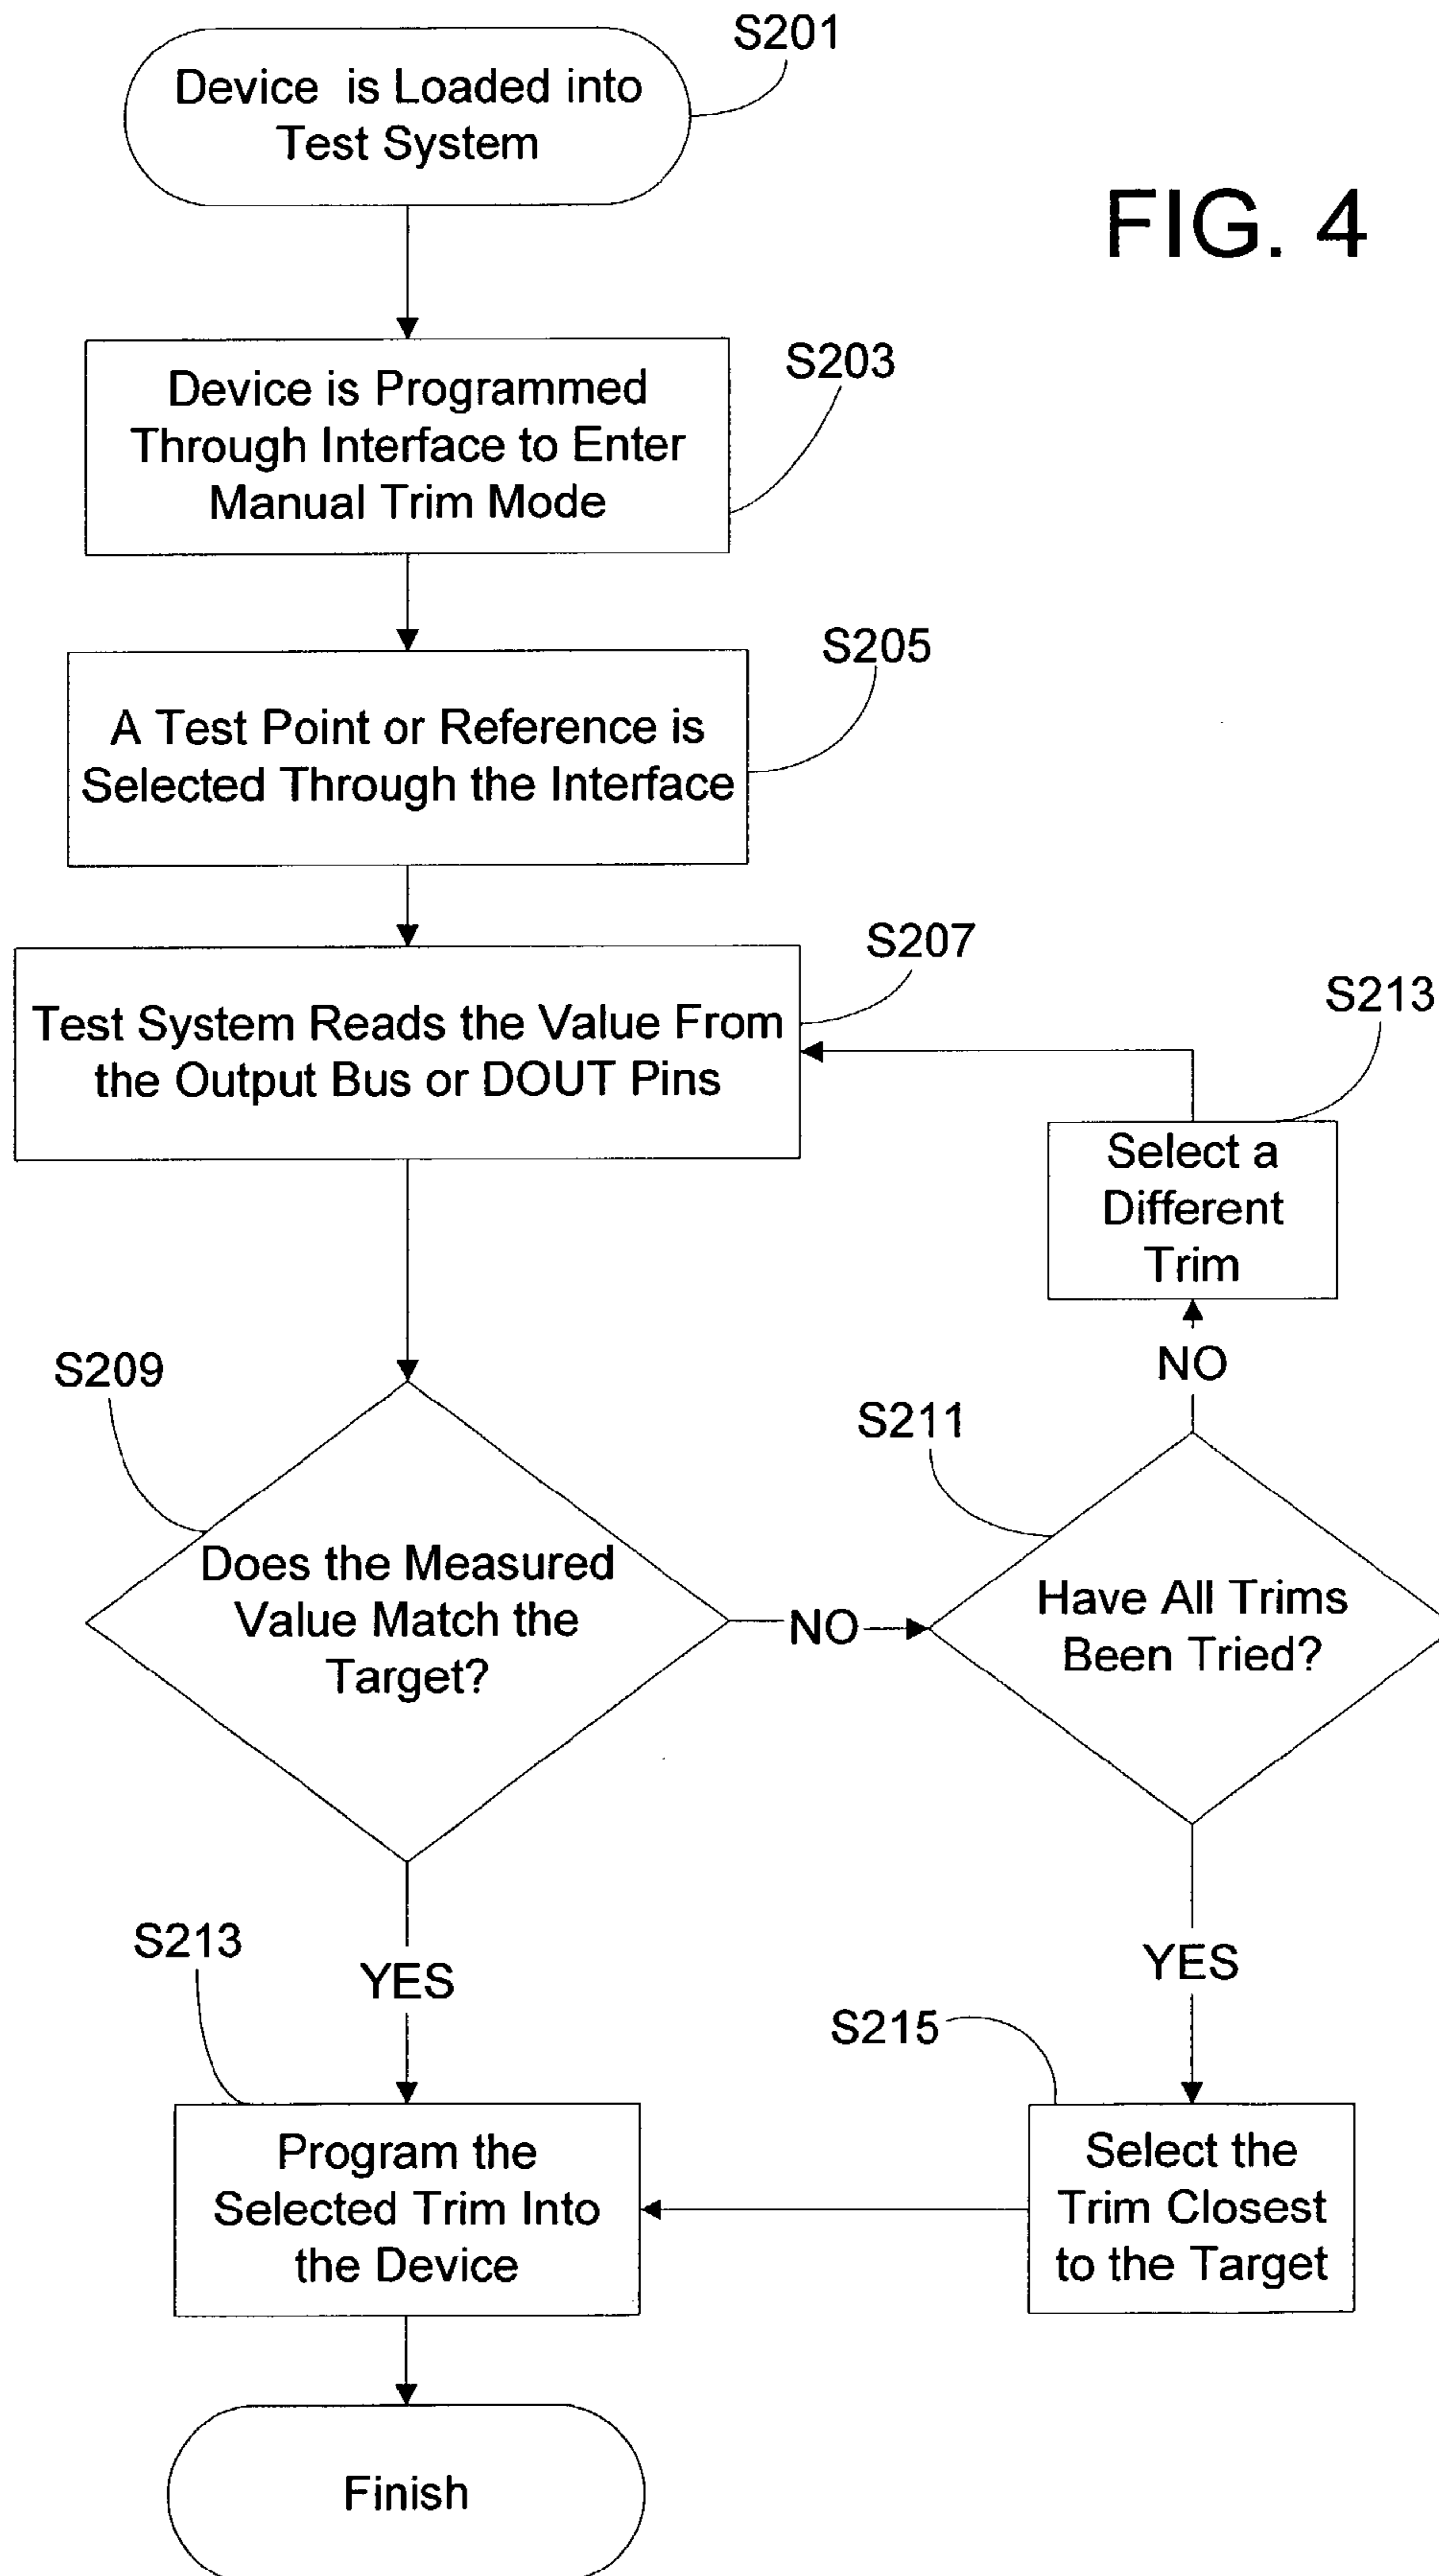 S201
Device is Loaded into
Test System
FIG. 4
S203
Device is Programmed
Through Interface to Enter
Manual Trim Mode
S205
A Test Point or Reference is
Selected Through the Interface
S207
Test System Reads the Value From
the Output Bus or DOUT Pins
S213
Select a
Different
Trim
NO
S209
Does the Measured
Value Match the
Target?
NO
S211
Have All Trims
Been Tried?
YES
S213
Program the
Selected Trim Into
the Device
YES
S215
Select the
Trim Closest
to the Target
Finish